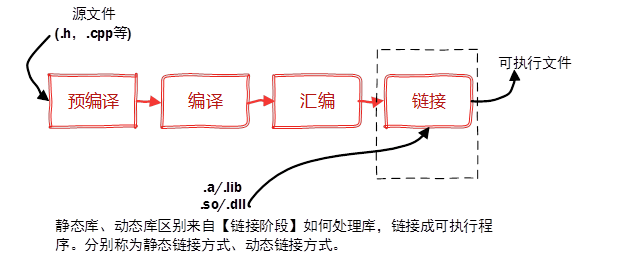 源文件
(.h, .cpp等)
可执行文件
预编译
编译
汇编
链接
.a/.lib
.so/.dll
静态库、动态库区别来自【链接阶段】如何处理库，链接成可执行程
序。分别称为静态链接方式、动态链接方式。